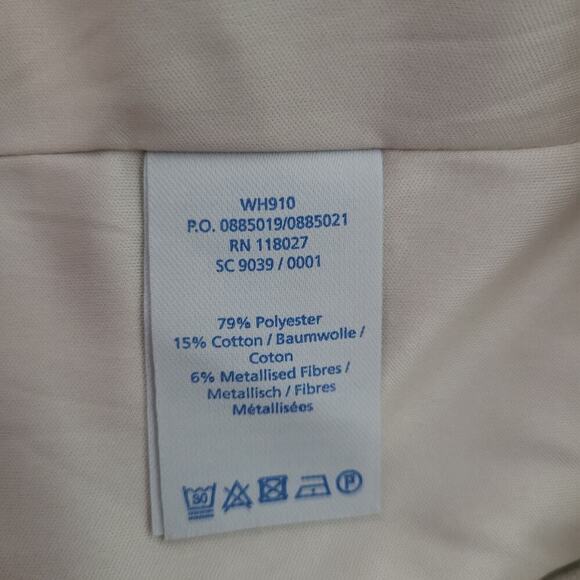 WH910
P.O. 0885019/0885021
RN 118027
SC 9039 / 0001
79% Polyester
15% Cotton / Baumwolle /
Coton
6% Metallised Fibres /
Metallisch / Fibres
Métallisées
30 P